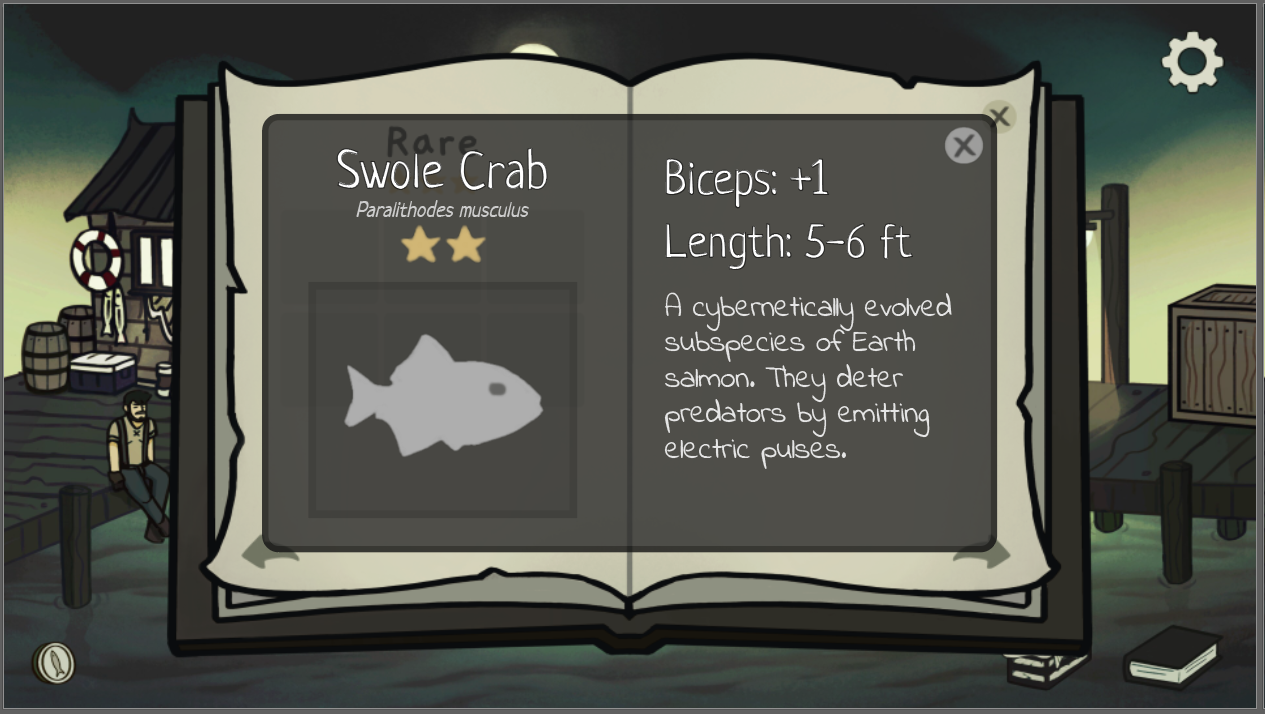 Rare
Swole Crab
Paralithodes musculus
Biceps: +1
Length: 5-6 ft
A cybernetically evolved
subspecies of Earth
salmon. They deter
predators by emitting
electric pulses.